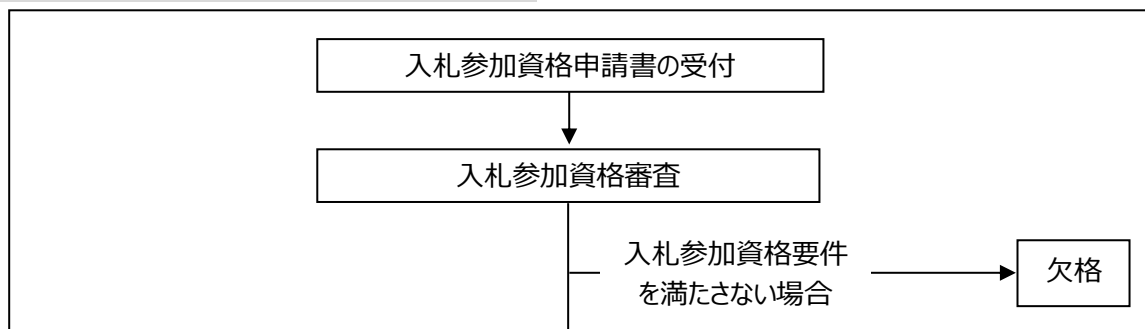 入札参加資格申請書の受付
入札参加資格審査
入札参加資格要件
を満たさない場合
欠格